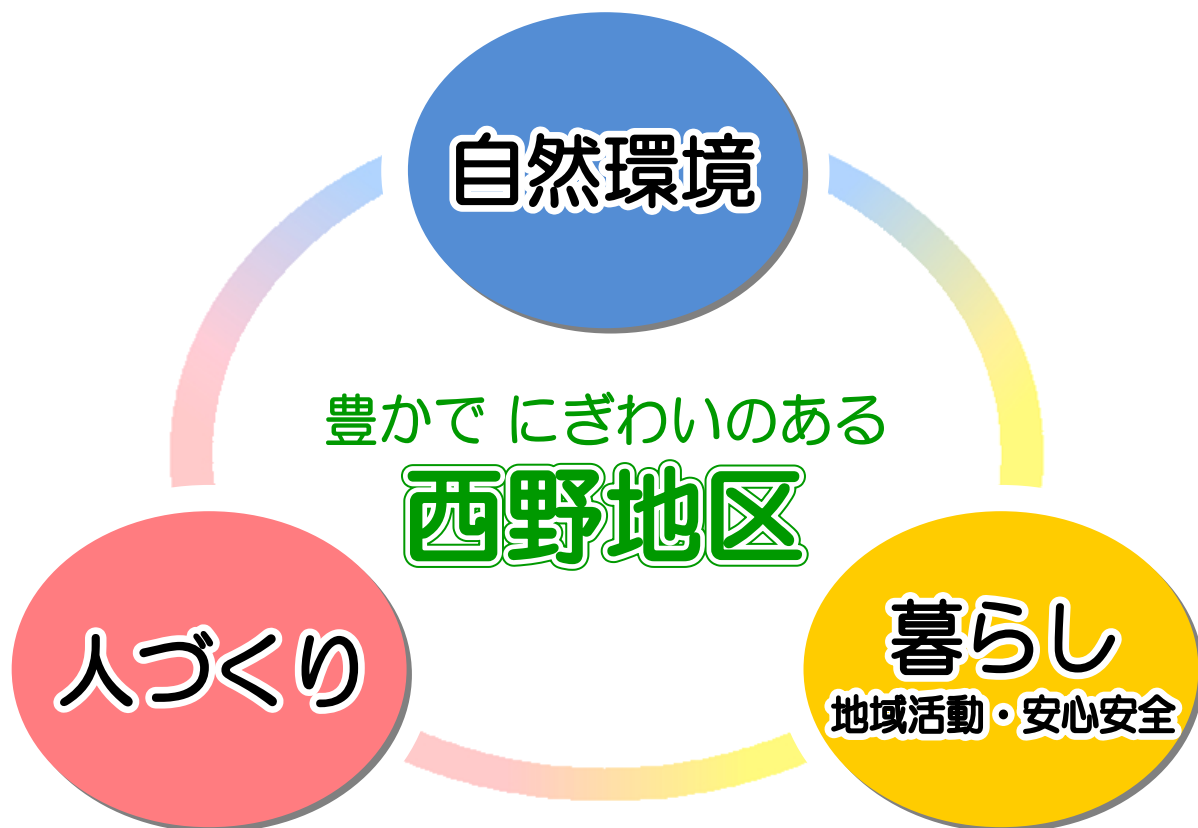 自然環境
豊かで にぎわいのある
西野地区
人づくり
暮らし
地域活動・安心安全